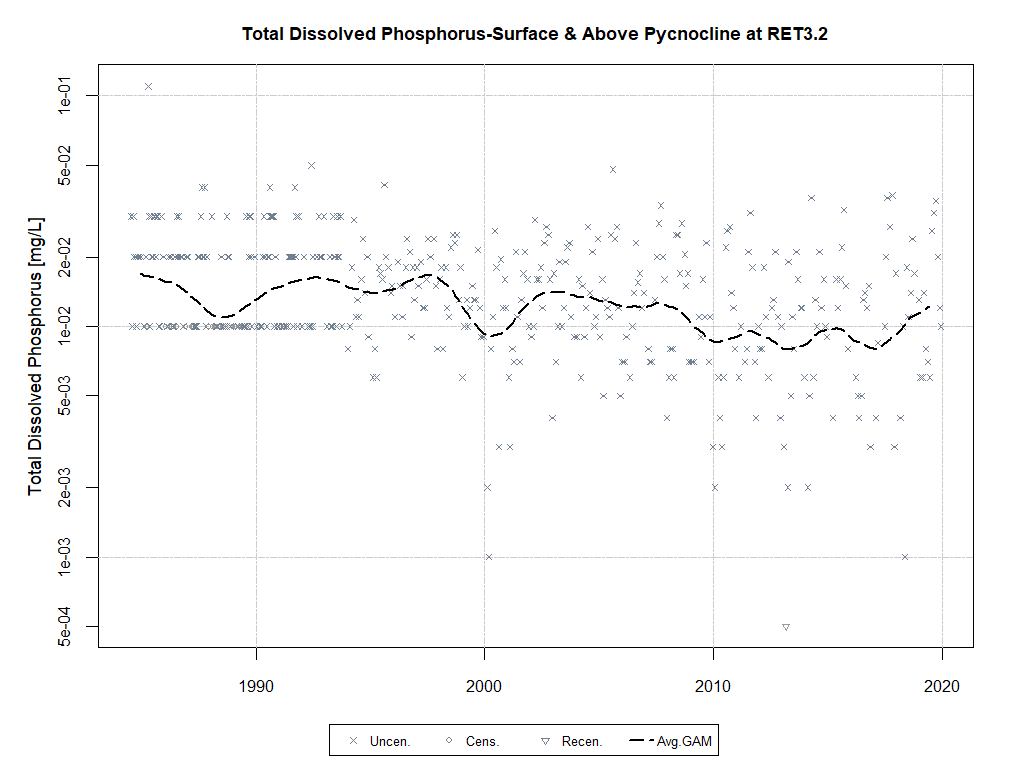 Total Dissolved Phosphorus-Surface & Above Pycnocline at RET3.2
Total Dissolved Phosphorus [mg/L]
1e-01
5e-02
2e-02
1e-02
5e-03
2e-03
1e-03
5e-04
1990 2000 2010 2020
Uncen. Cens. Recen. Avg.GAM